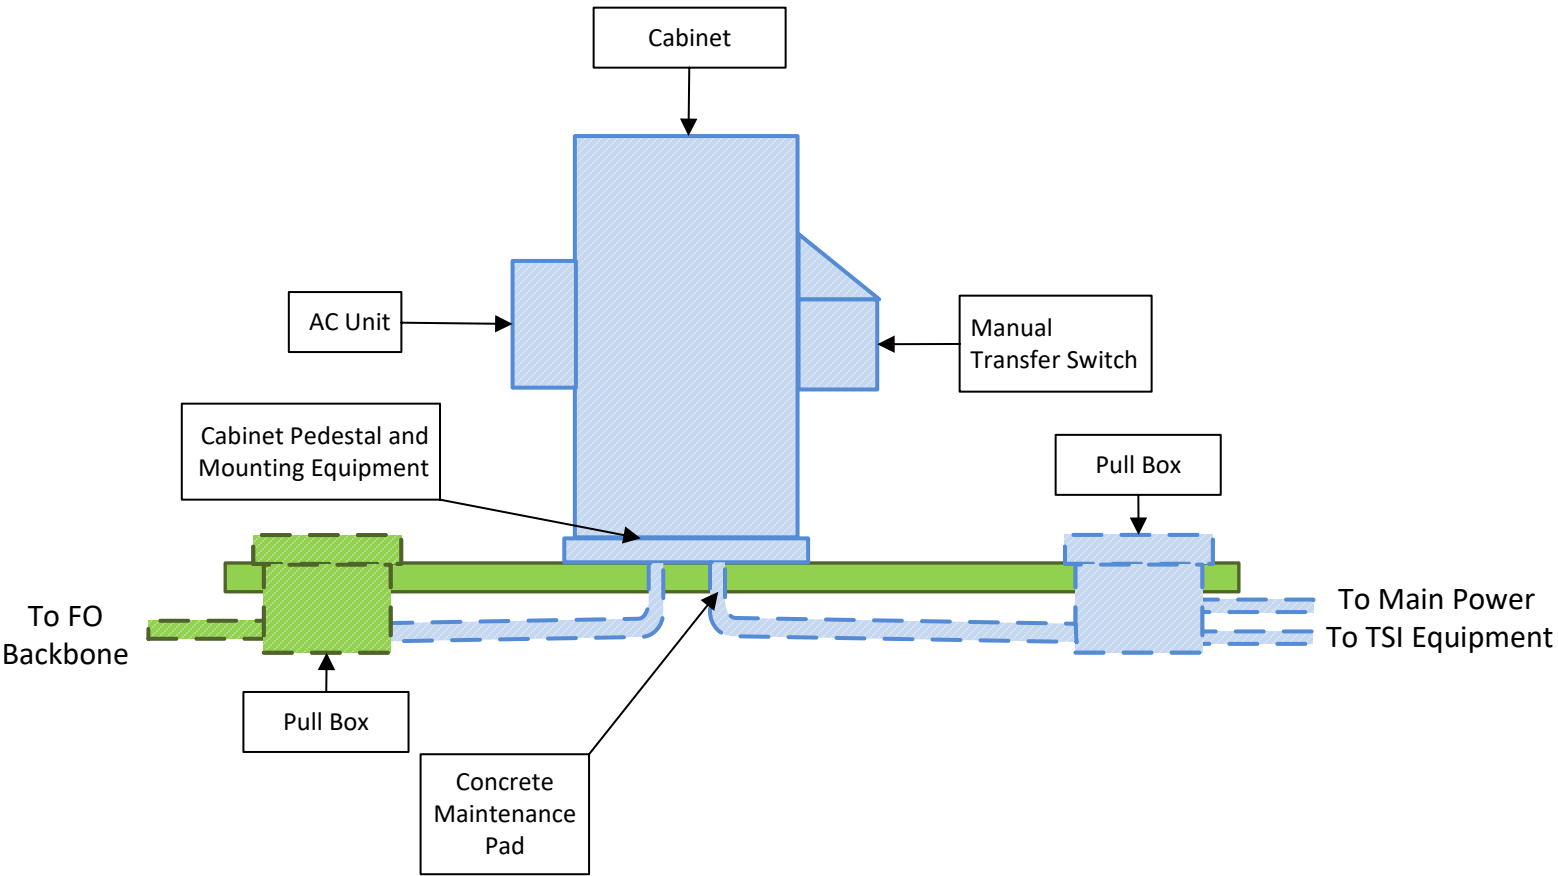 Cabinet
AC Unit
Manual
Transfer Switch
Cabinet Pedestal and
Mounting Equipment
Pull Box
To FO
Backbone
To Main Power
To TSI Equipment
Pull Box
Concrete
Maintenance
Pad